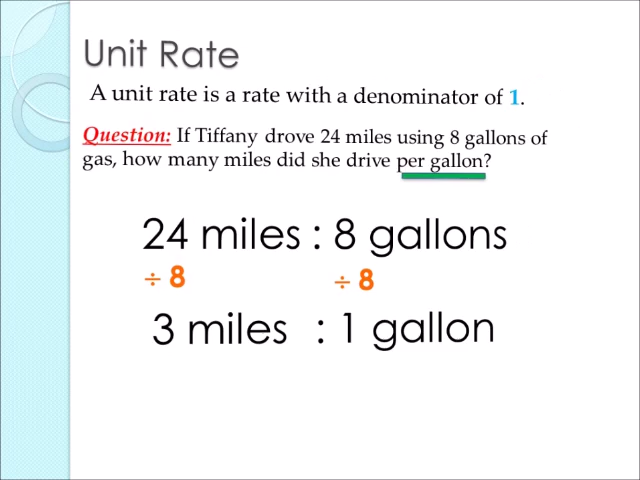 Unit Rate
A unit rate is a rate with a denominator of 1.
Question: If Tiffany drove 24 miles using 8 gallons of
gas, how many miles did she drive per gallon?
24 miles : 8 gallons
÷ 8 ÷ 8
3 miles : 1 gallon